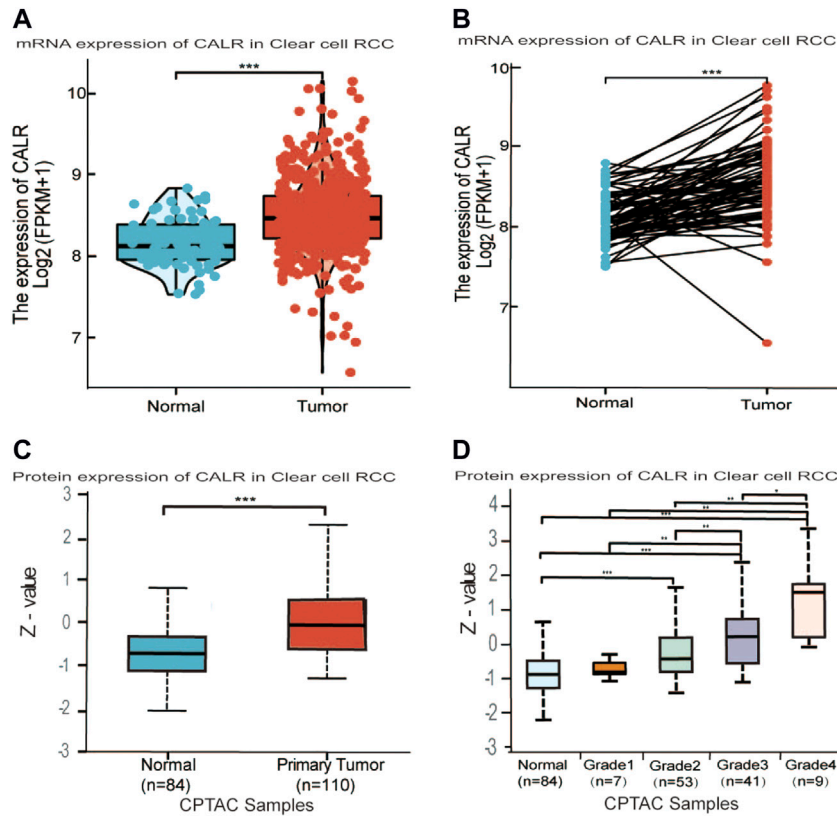 A
mRNA expression of CALR in Clear cell RCC
***
The expression of CALR
Log2 (FPKM+1)
10
9
8
7
Normal
Tumor
B
mRNA expression of CALR in Clear cell RCC
***
The expression of CALR
Log2 (FPKM+1)
10
9
8
7
Normal
Tumor
C
Protein expression of CALR in Clear cell RCC
***
Z - value
3
2
1
0
-1
-2
-3
Normal
(n=84)
Primary Tumor
(n=110)
CPTAC Samples
D
Protein expression of CALR in Clear cell RCC
*
**
**
***
**
**
***
***
Z - value
4
3
2
1
0
-1
-2
-3
Normal
(n=84)
Grade1
(n=7)
Grade2
(n=53)
Grade3
(n=41)
Grade4
(n=9)
CPTAC Samples